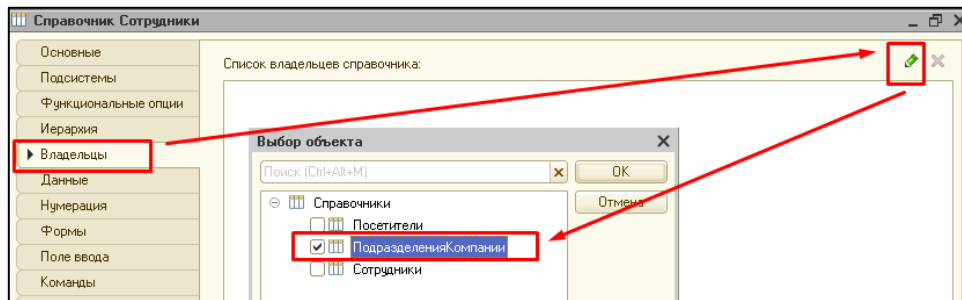 Справочник Сотрудники
Основные
Подсистемы
Функциональные опции
Иерархия
Владельцы
Данные
Нумерация
Формы
Поле ввода
Команды
Список владельцев справочника:
Выбор объекта
Поиск (Ctrl+Alt+M)
OK
Отмена
Справочники
Посетители
ПодразделенияКомпании
Сотрудники